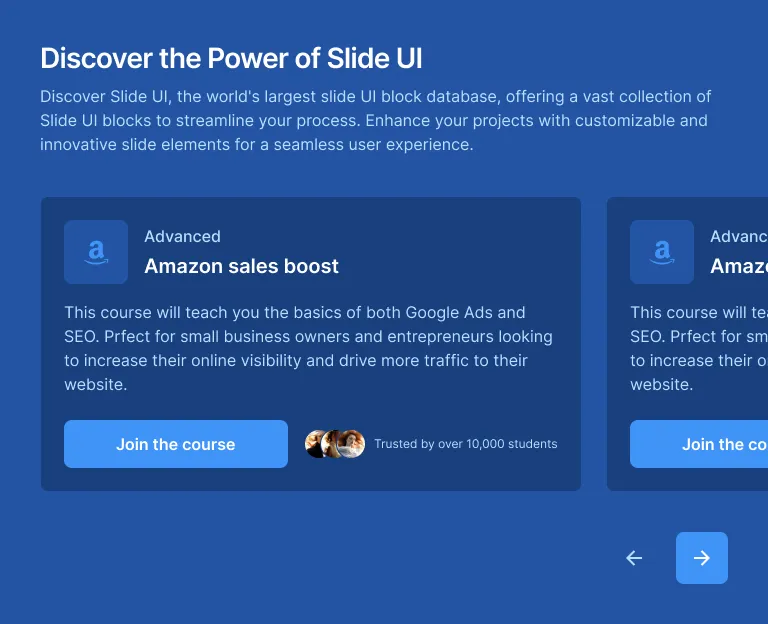 Discover the Power of Slide UI
Discover Slide UI, the world's largest slide UI block database, offering a vast collection of
Slide UI blocks to streamline your process. Enhance your projects with customizable and
innovative slide elements for a seamless user experience.
a
Advanced
Amazon sales boost
This course will teach you the basics of both Google Ads and
SEO. Prfect for small business owners and entrepreneurs looking
to increase their online visibility and drive more traffic to their
website.
Join the course
Trusted by over 10,000 students
a
Advanc
Amazo
This course will tea
SEO. Prfect for sm
to increase their o
website.
Join the co